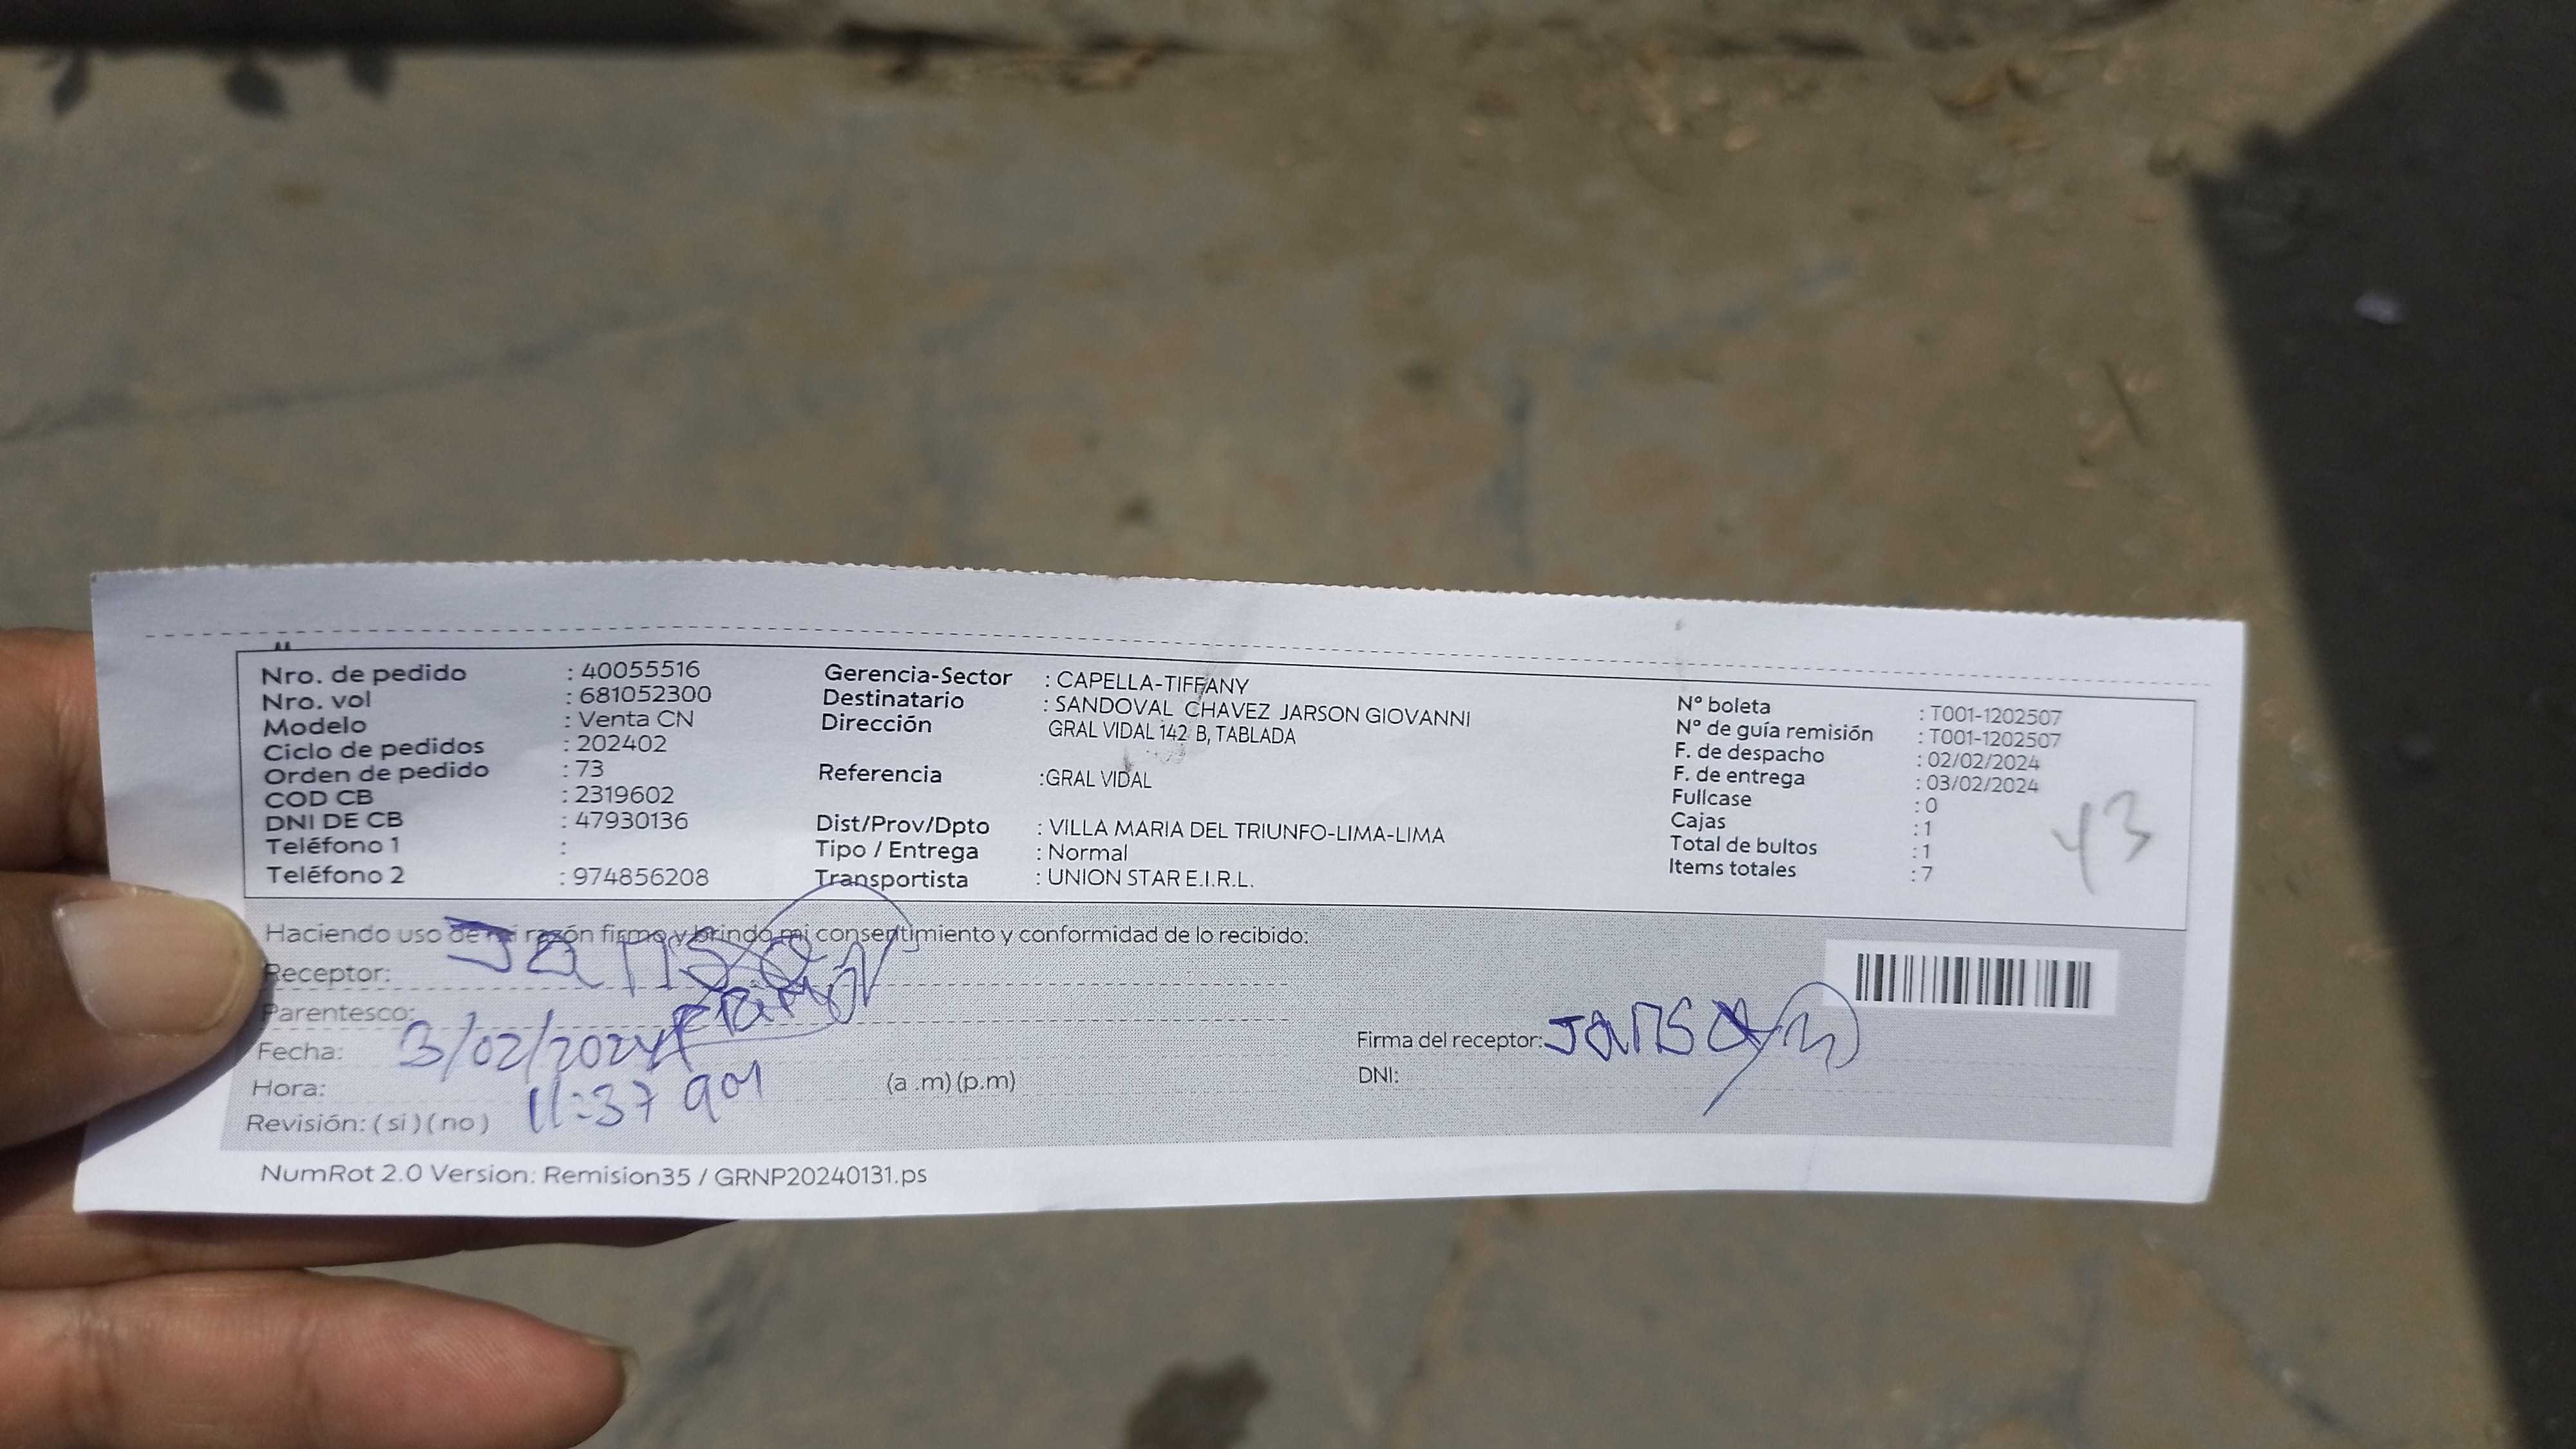 Nro. de pedido : 40055516
Nro. vol : 681052300
Modelo : Venta CN
Ciclo de pedidos : 202402
Orden de pedido : 73
COD CB : 2319602
DNI DE CB : 47930136
Teléfono 1 :
Teléfono 2 : 974856208
Gerencia-Sector : CAPELLA-TIFFANY
Destinatario : SANDOVAL CHAVEZ JARSON GIOVANNI
Dirección GRAL VIDAL 142 B, TABLADA
Referencia :GRAL VIDAL
Dist/Prov/Dpto : VILLA MARIA DEL TRIUNFO-LIMA-LIMA
Tipo / Entrega : Normal
Transportista : UNION STAR E.I.R.L.
N° boleta : T001-1202507
N° de guía remisión : T001-1202507
F. de despacho : 02/02/2024
F. de entrega : 03/02/2024
Fullcase : 0
Cajas : 1
Total de bultos : 1
Items totales : 7
43
Haciendo uso de mi razón firmo y brindo mi consentimiento y conformidad de lo recibido:
Receptor:
Parentesco:
Fecha: 3/02/2024
Hora: 11:37 am (a .m) (p.m)
Revisión: ( si ) ( no )
Firma del receptor:
DNI:
NumRot 2.0 Version: Remision35 / GRNP20240131.ps